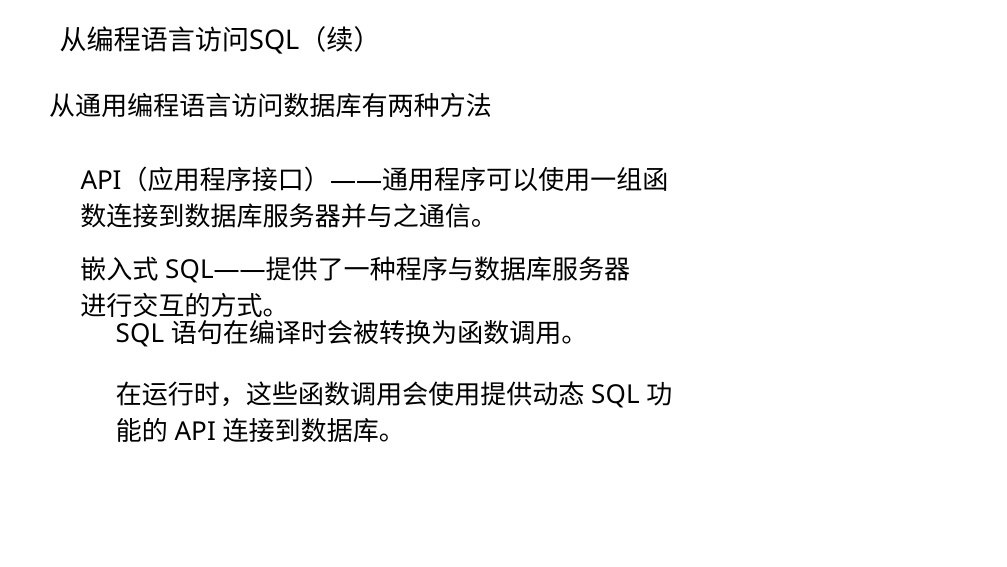 从编程语言访问SQL（续）
从通用编程语言访问数据库有两种方法
API（应用程序接口）——通用程序可以使用一组函
数连接到数据库服务器并与之通信。
嵌入式 SQL——提供了一种程序与数据库服务器
进行交互的方式。
SQL 语句在编译时会被转换为函数调用。
在运行时，这些函数调用会使用提供动态 SQL 功
能的 API 连接到数据库。